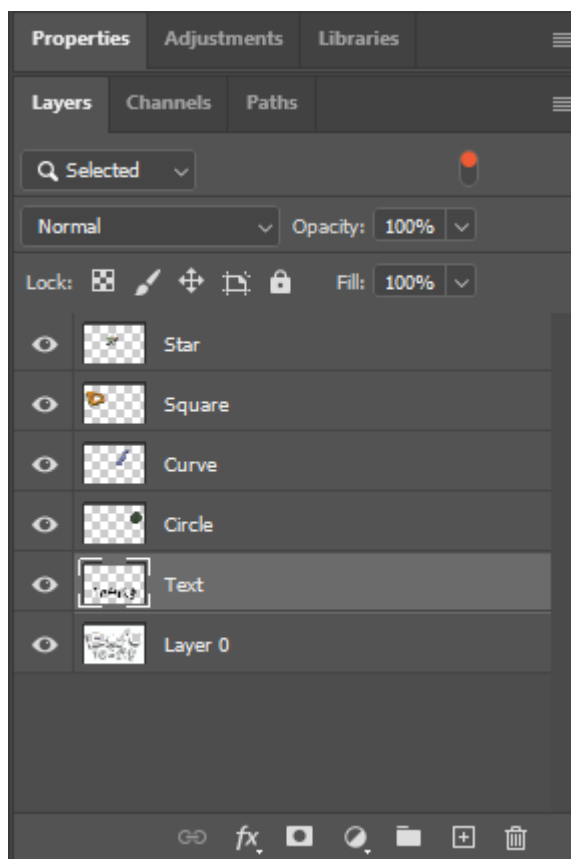 Properties Adjustments Libraries
Layers Channels Paths
Selected
Normal Opacity: 100%
Lock: Fill: 100%
Star
Square
Curve
Circle
Text
Layer 0
fx